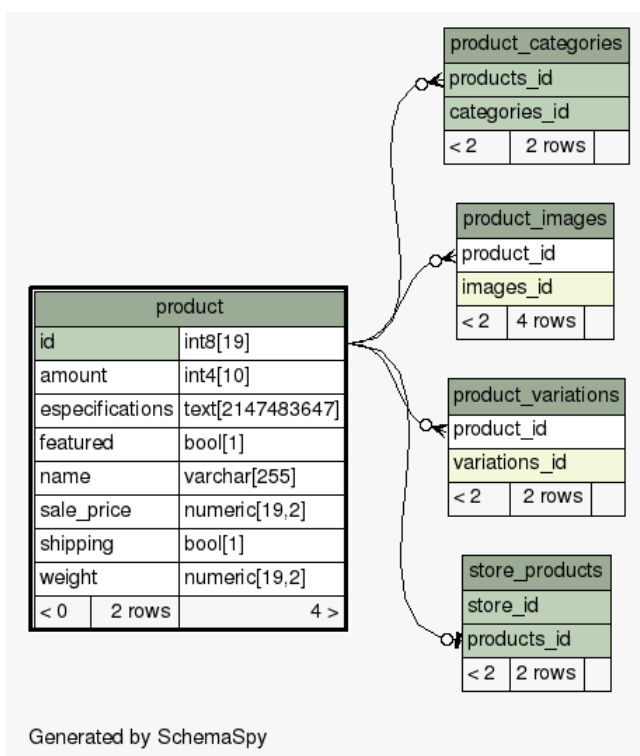 product_categories
products_id
categories_id
< 2 2 rows
product_images
product_id
images_id
< 2 4 rows
product
id int8[19]
amount int4[10]
especifications text[2147483647]
featured bool[1]
name varchar[255]
sale_price numeric[19,2]
shipping bool[1]
weight numeric[19,2]
< 0 2 rows 4 >
product_variations
product_id
variations_id
< 2 2 rows
store_products
store_id
products_id
< 2 2 rows
Generated by SchemaSpy